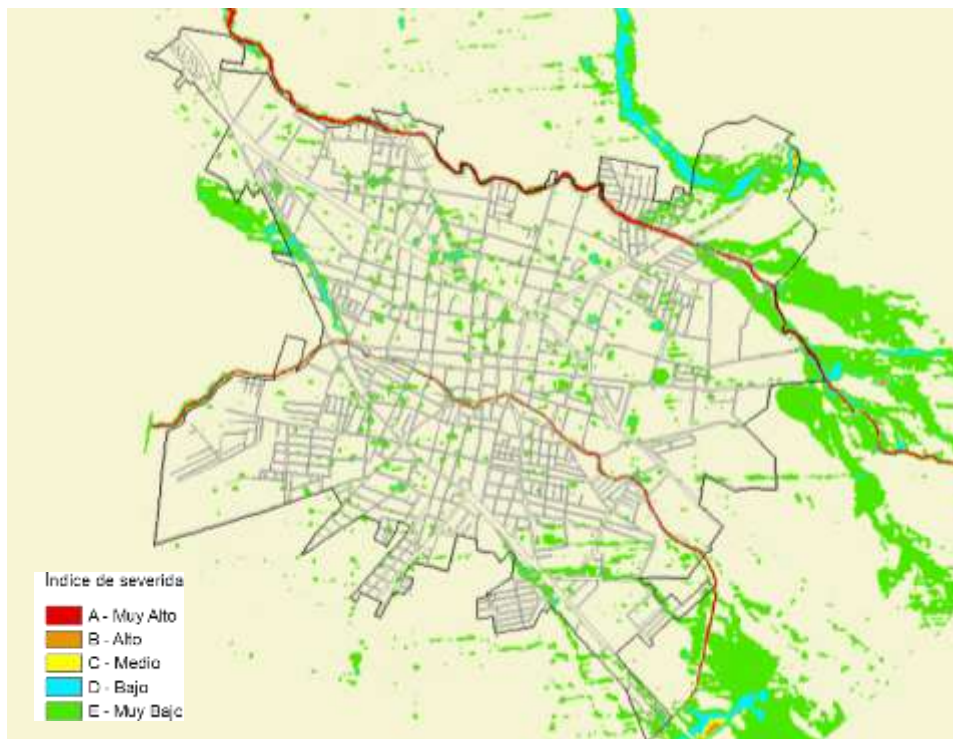 Índice de severida
A - Muy Alto
B - Alto
C - Medio
D - Bajo
E - Muy Bajo